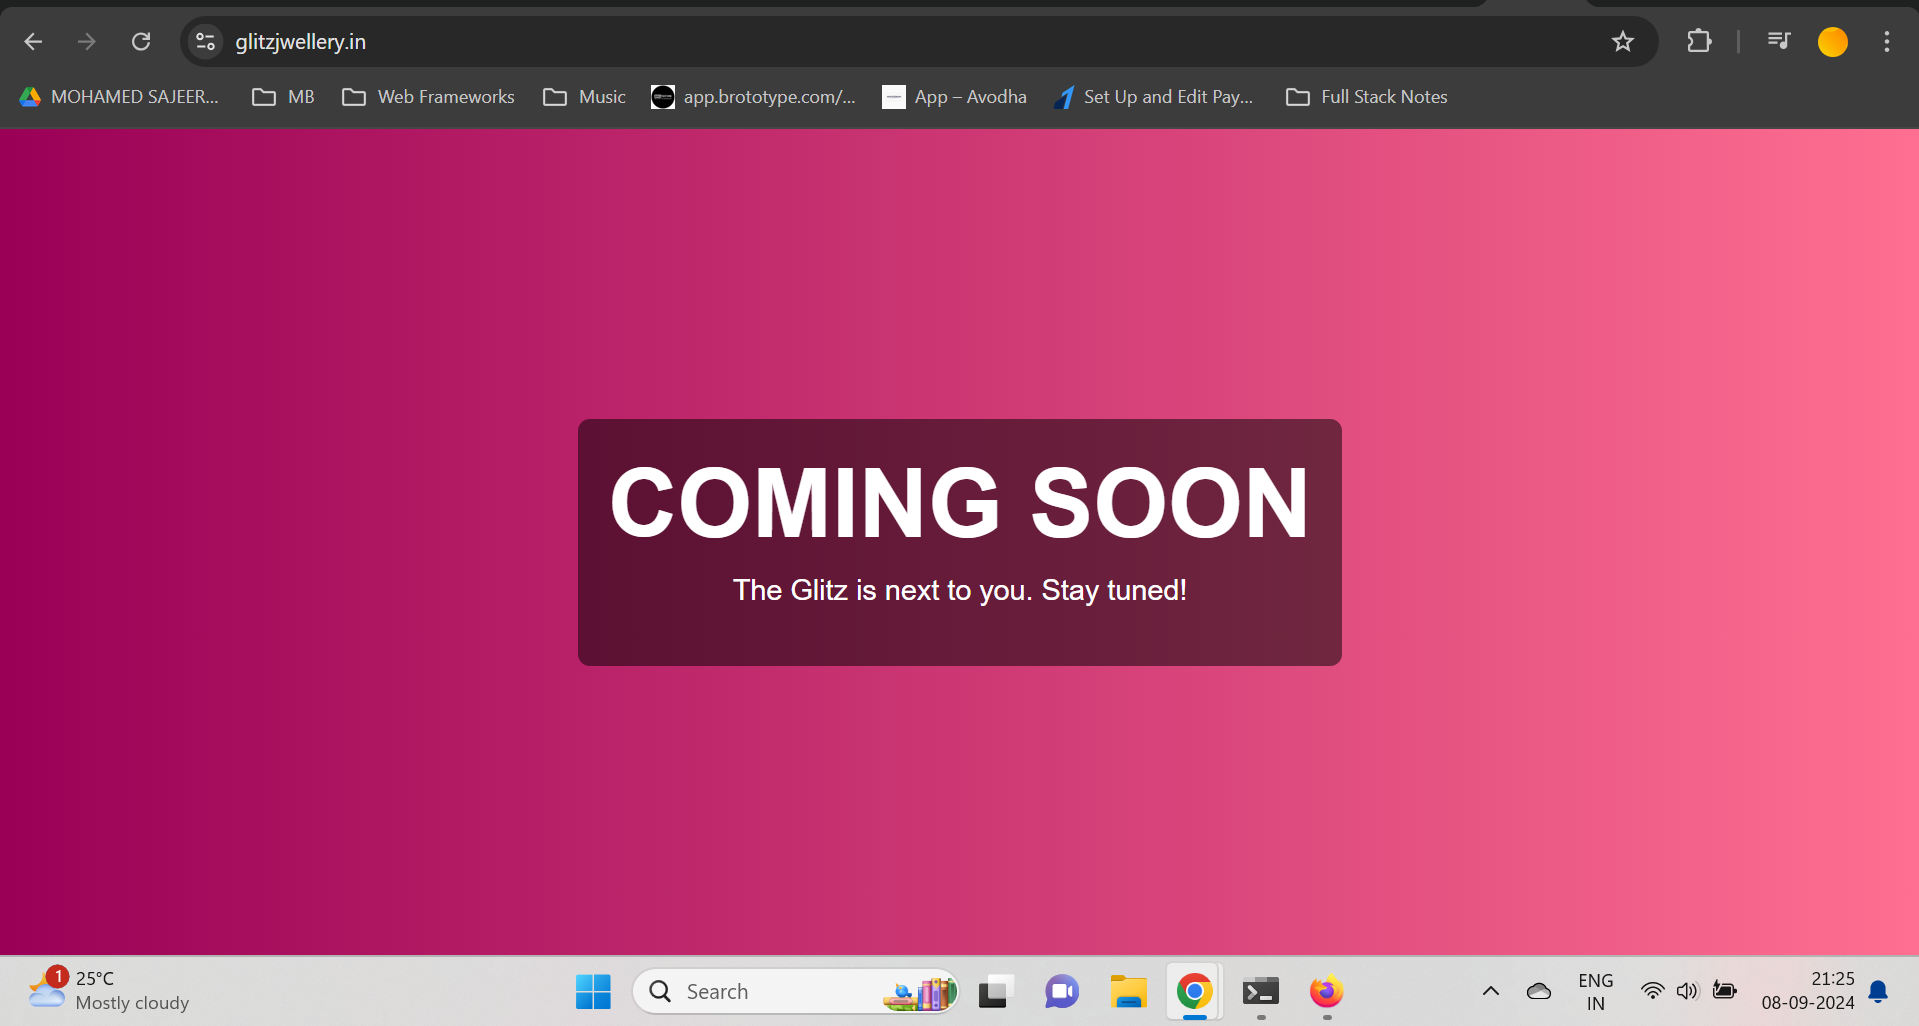 glitzjwellery.in
MOHAMED SAJEER...
MB
Web Frameworks
Music
app.brototype.com/...
App – Avodha
Set Up and Edit Pay...
Full Stack Notes
COMING SOON
The Glitz is next to you. Stay tuned!
1
25°C
Mostly cloudy
Search
ENG
IN
21:25
08-09-2024